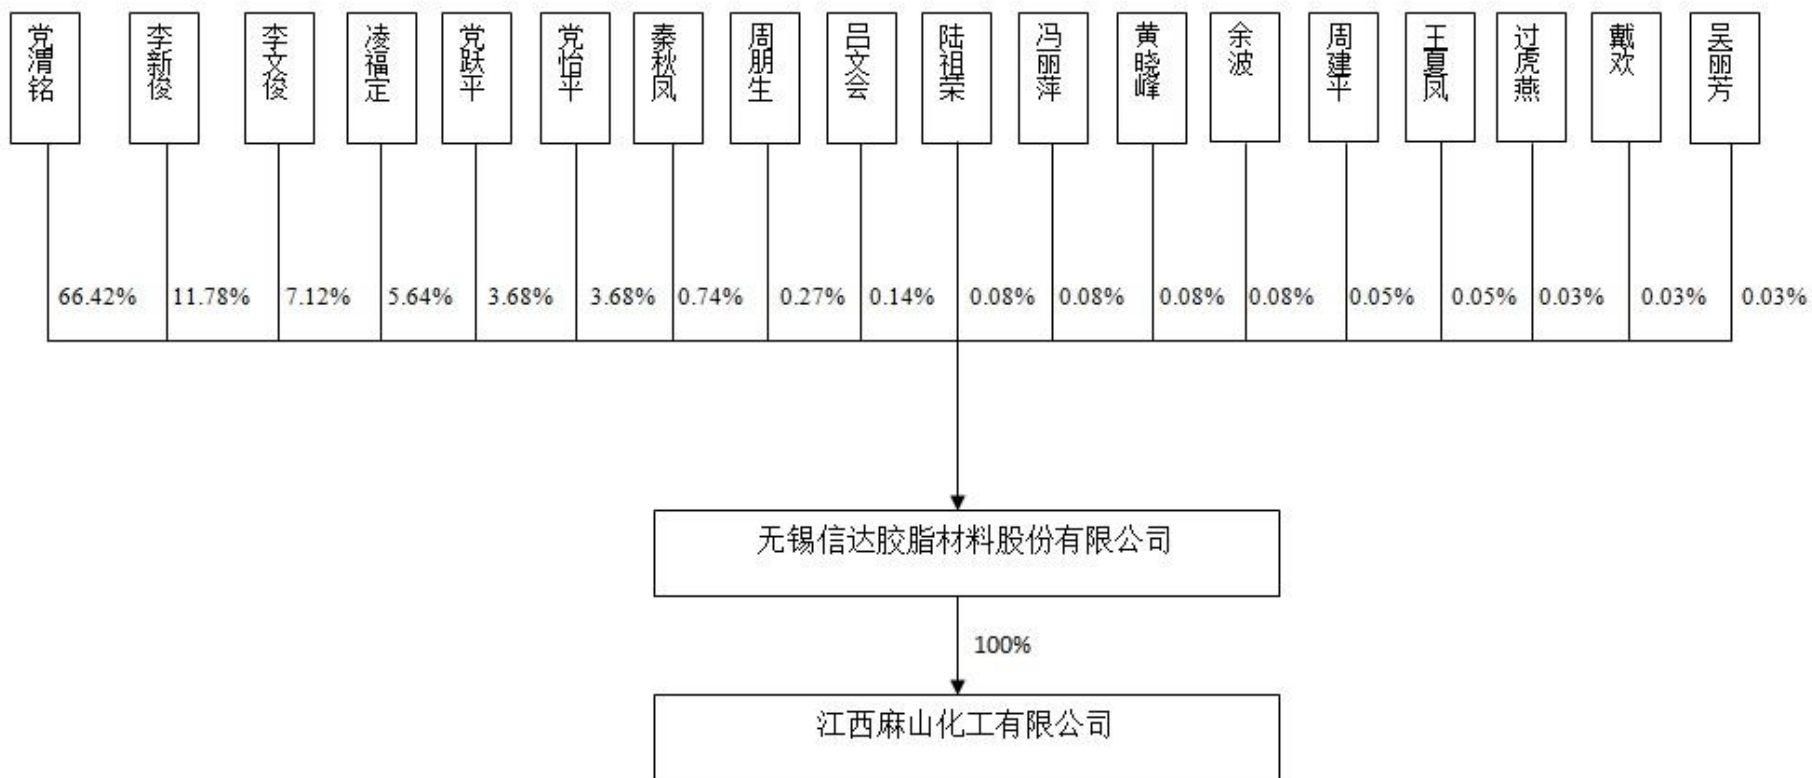 党渭铭
李新俊
李文俊
凌福定
党跃平
党怡平
秦秋凤
周朋生
吕文会
陆祖荣
冯丽萍
黄晓峰
余波
周建平
王夏凤
过虎燕
戴欢
吴丽芳
66.42%
11.78%
7.12%
5.64%
3.68%
3.68%
0.74%
0.27%
0.14%
0.08%
0.08%
0.08%
0.08%
0.05%
0.05%
0.03%
0.03%
0.03%
无锡信达胶脂材料股份有限公司
100%
江西麻山化工有限公司